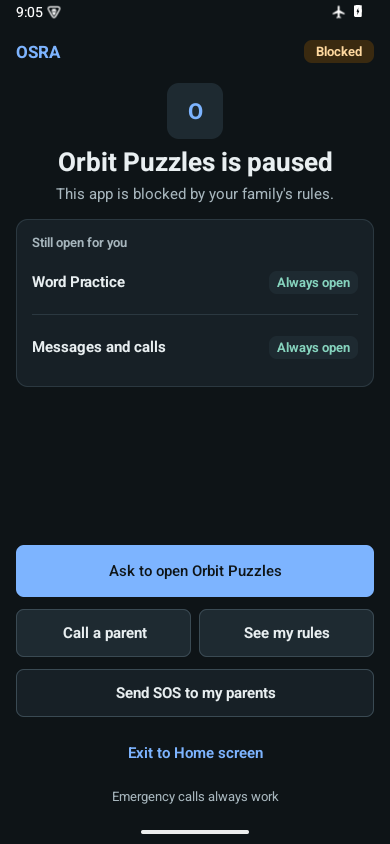 9:05
OSRA
Blocked
O
Orbit Puzzles is paused
This app is blocked by your family's rules.
Still open for you
Word Practice
Always open
Messages and calls
Always open
Ask to open Orbit Puzzles
Call a parent
See my rules
Send SOS to my parents
Exit to Home screen
Emergency calls always work